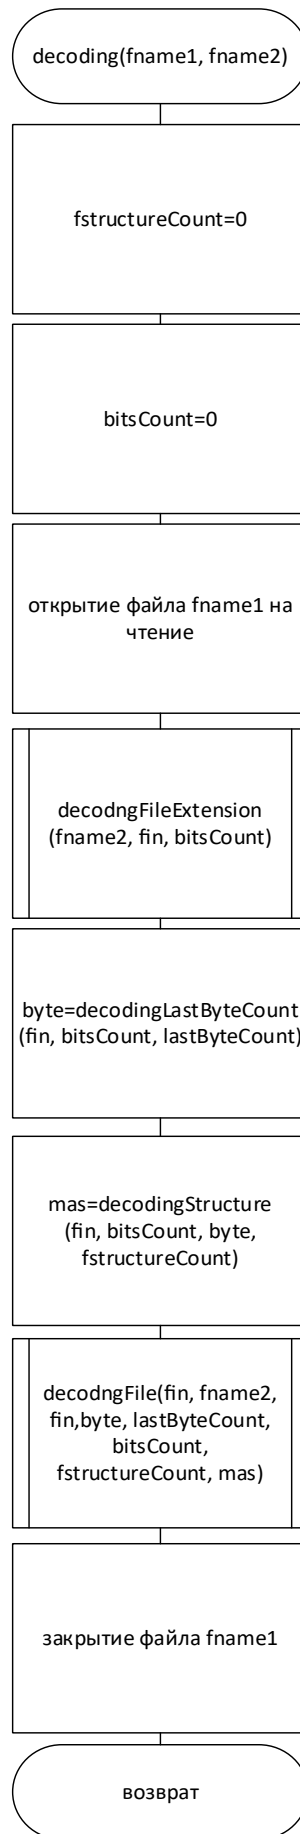 decoding(fname1, fname2)
fstructureCount=0
bitsCount=0
открытие файла fname1 на
чтение
decodngFileExtension
(fname2, fin, bitsCount)
byte=decodingLastByteCount
(fin, bitsCount, lastByteCount)
mas=decodingStructure
(fin, bitsCount, byte,
fstructureCount)
decodngFile(fin, fname2,
fin,byte, lastByteCount,
bitsCount,
fstructureCount, mas)
закрытие файла fname1
возврат